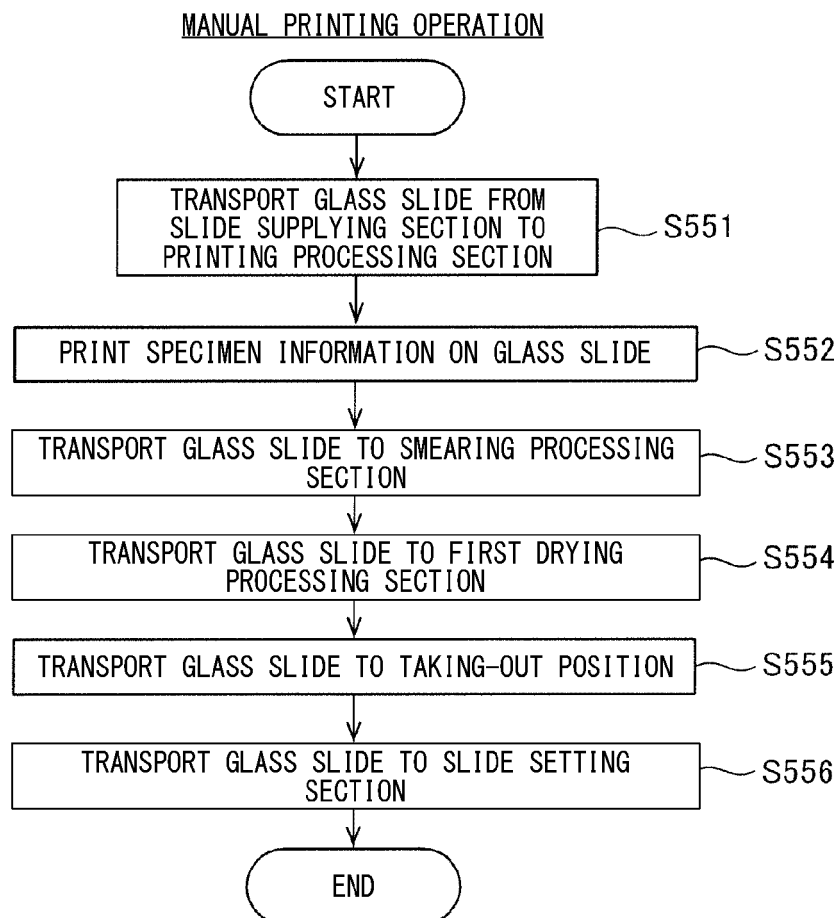 MANUAL PRINTING OPERATION
START
TRANSPORT GLASS SLIDE FROM
SLIDE SUPPLYING SECTION TO
PRINTING PROCESSING SECTION
S551
PRINT SPECIMEN INFORMATION ON GLASS SLIDE
S552
TRANSPORT GLASS SLIDE TO SMEARING PROCESSING
SECTION
S553
TRANSPORT GLASS SLIDE TO FIRST DRYING
PROCESSING SECTION
S554
TRANSPORT GLASS SLIDE TO TAKING-OUT POSITION
S555
TRANSPORT GLASS SLIDE TO SLIDE SETTING
SECTION
S556
END